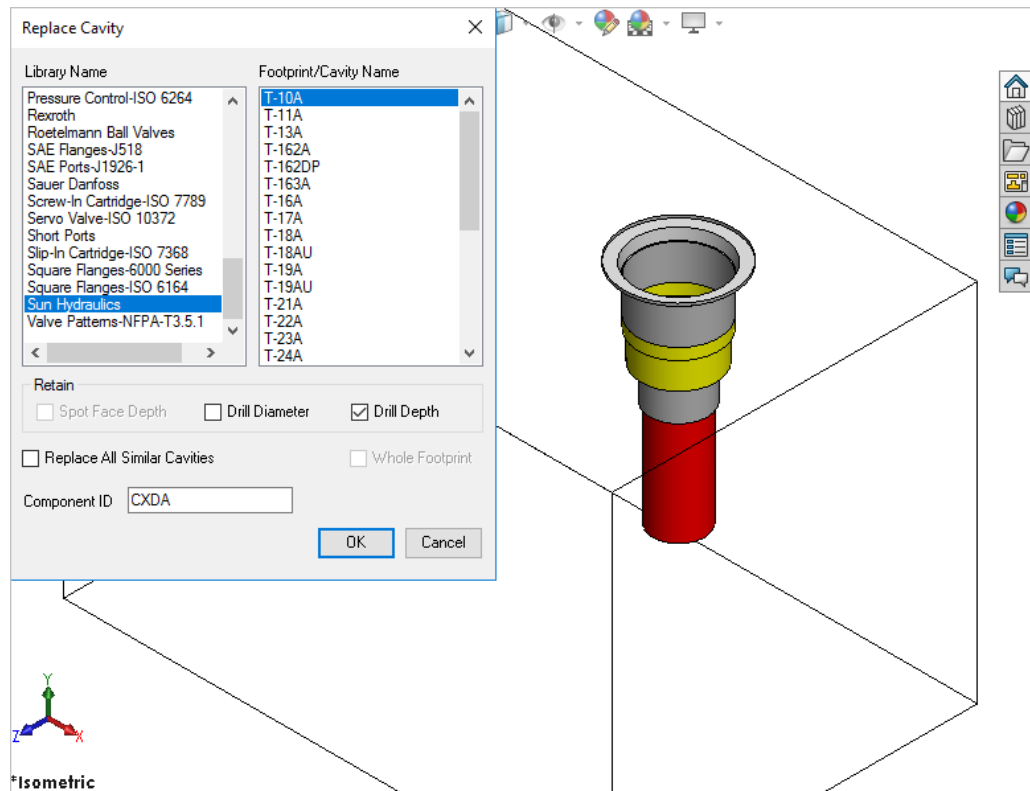 Replace Cavity
Library Name
Pressure Control-ISO 6264
Rexroth
Roetelmann Ball Valves
SAE Flanges-J518
SAE Ports-J1926-1
Sauer Danfoss
Screw-In Cartridge-ISO 7789
Servo Valve-ISO 10372
Short Ports
Slip-In Cartridge-ISO 7368
Square Flanges-6000 Series
Square Flanges-ISO 6164
Sun Hydraulics
Valve Patterns-NFPA-T3.5.1
Footprint/Cavity Name
T-10A
T-11A
T-13A
T-162A
T-162DP
T-163A
T-16A
T-17A
T-18A
T-18AU
T-19A
T-19AU
T-21A
T-22A
T-23A
T-24A
Retain
Spot Face Depth
Drill Diameter
Drill Depth
Replace All Similar Cavities
Whole Footprint
Component ID
CXDA
OK
Cancel
Y
Z
X
*Isometric